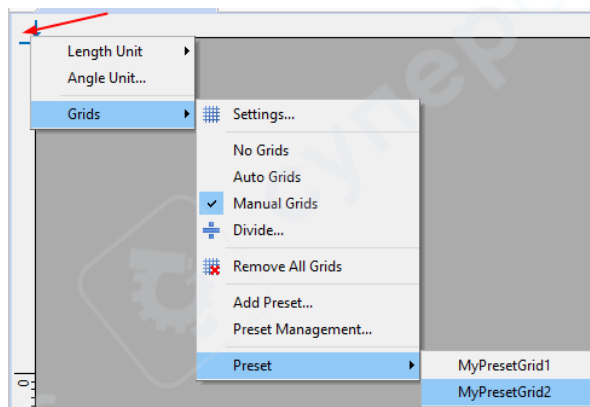 Length Unit
Angle Unit...
Grids
Settings...
No Grids
Auto Grids
Manual Grids
Divide...
Remove All Grids
Add Preset...
Preset Management...
Preset
MyPresetGrid1
MyPresetGrid2
0